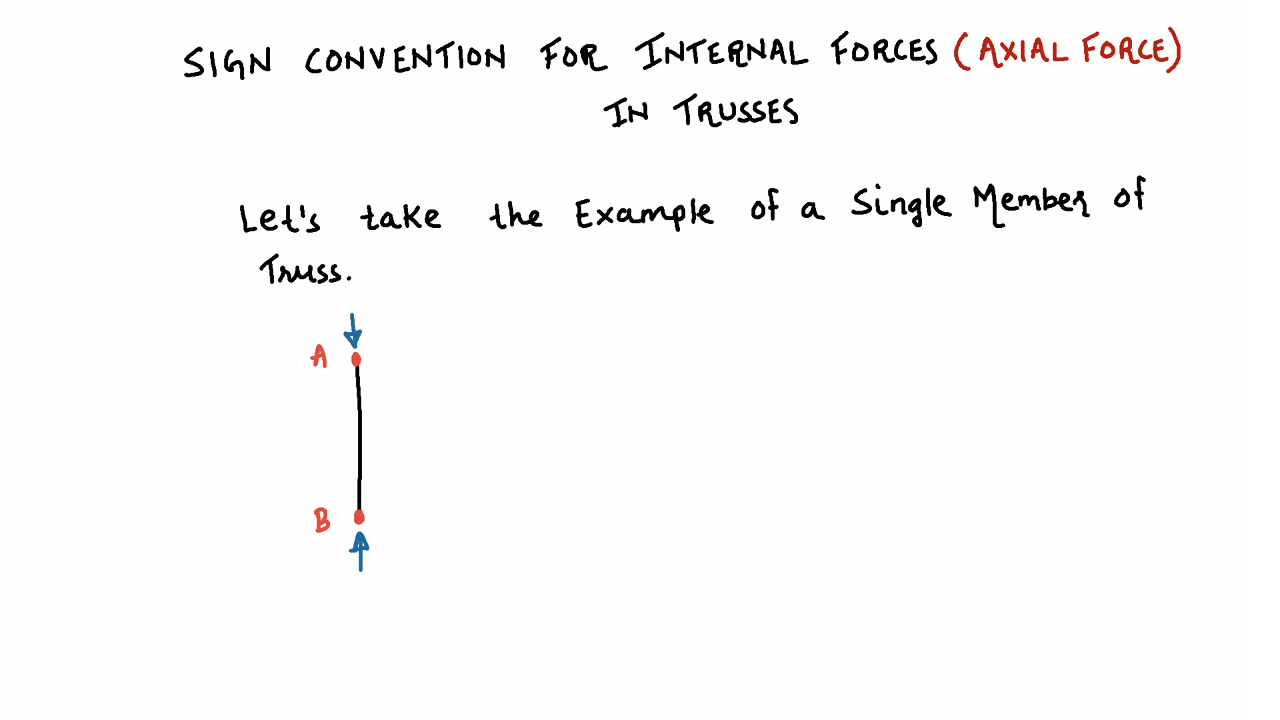 SIGN CONVENTION FOR INTERNAL FORCES (AXIAL FORCE)
IN TRUSSES
Let's take the Example of a Single Member of
Truss.
A
B